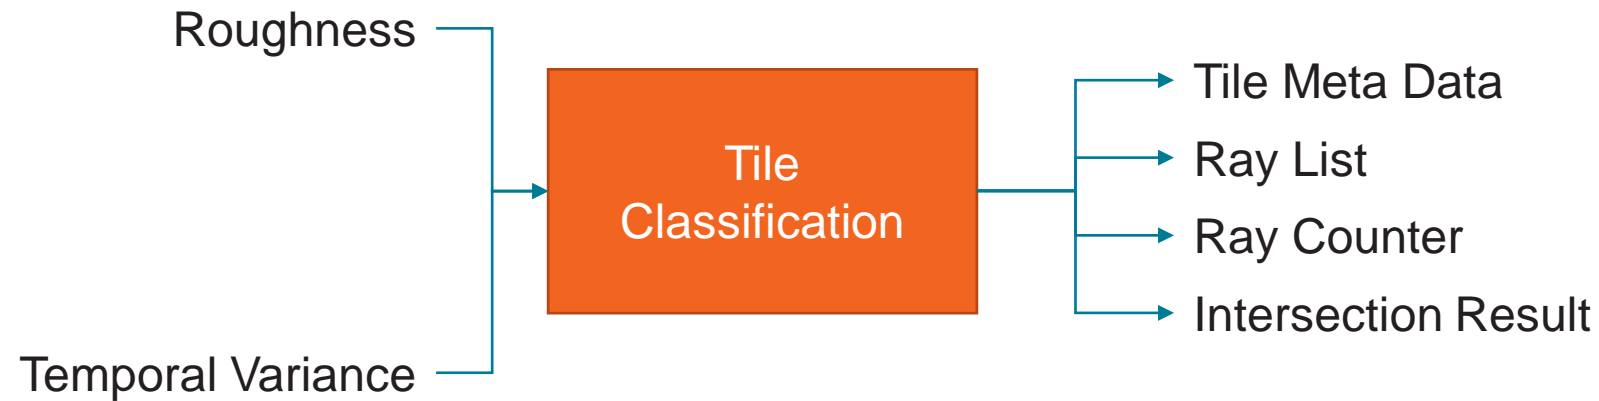 Roughness
Temporal Variance
Tile
Classification
Tile Meta Data
Ray List
Ray Counter
Intersection Result